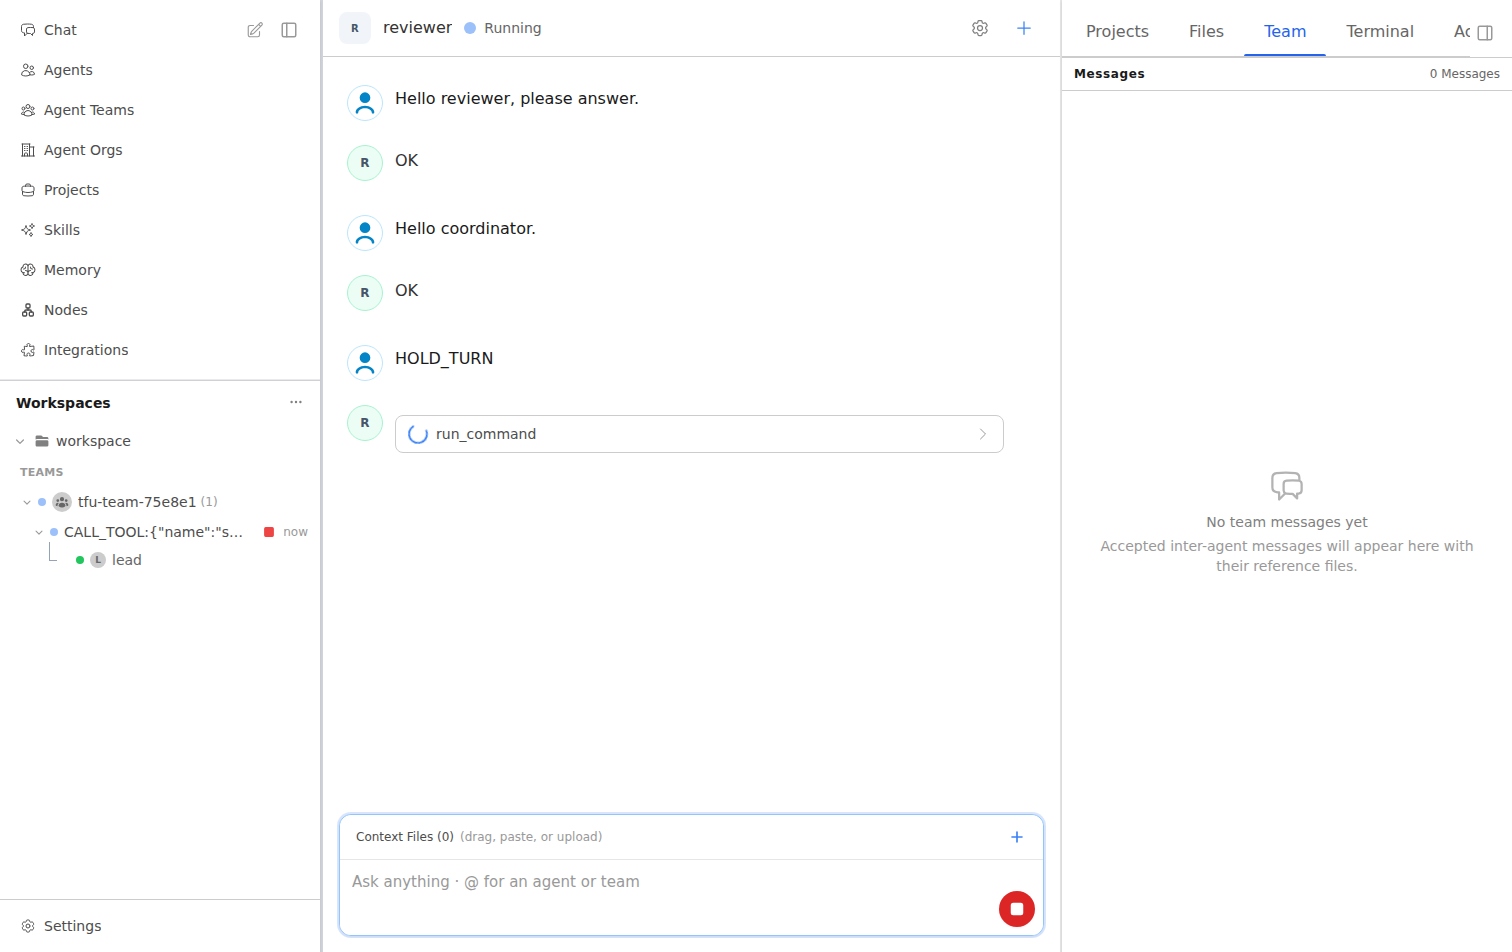 Chat
Agents
Agent Teams
Agent Orgs
Projects
Skills
Memory
Nodes
Integrations
Workspaces
workspace
TEAMS
tfu-team-75e8e1 (1)
CALL_TOOL:{"name":"s... now
L lead
Settings
R reviewer Running
Hello reviewer, please answer.
R OK
Hello coordinator.
R OK
HOLD_TURN
R run_command
Context Files (0) (drag, paste, or upload)
Ask anything · @ for an agent or team
Projects Files Team Terminal Ac
Messages 0 Messages
No team messages yet
Accepted inter-agent messages will appear here with
their reference files.